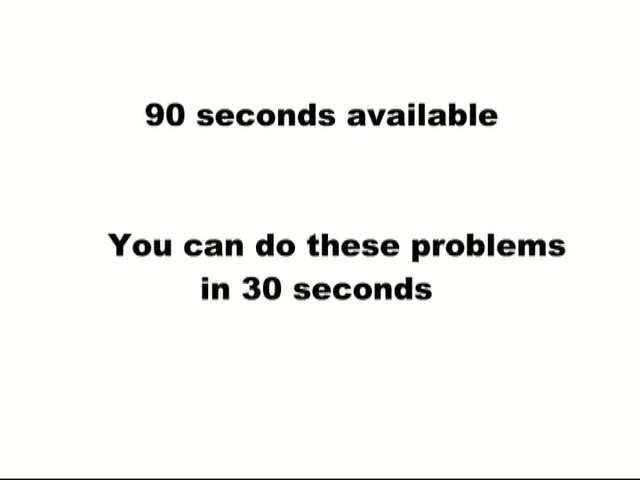 90 seconds available
You can do these problems
in 30 seconds